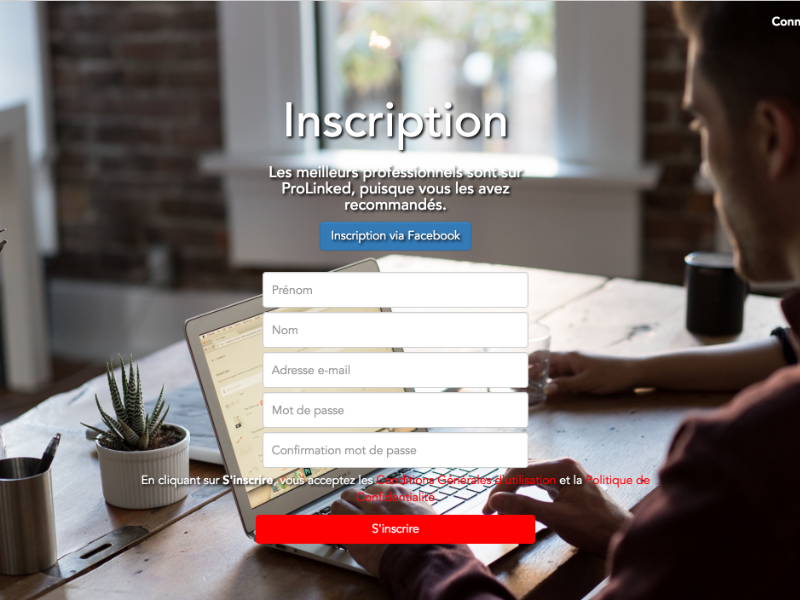 Conn
Inscription
Les meilleurs professionnels sont sur
ProLinked, puisque vous les avez
recommandés.
Inscription via Facebook
Prénom
Nom
Adresse e-mail
Mot de passe
Confirmation mot de passe
En cliquant sur S'inscrire, vous acceptez les Conditions Générales d'utilisation et la Politique de
Confidentialité.
S'inscrire